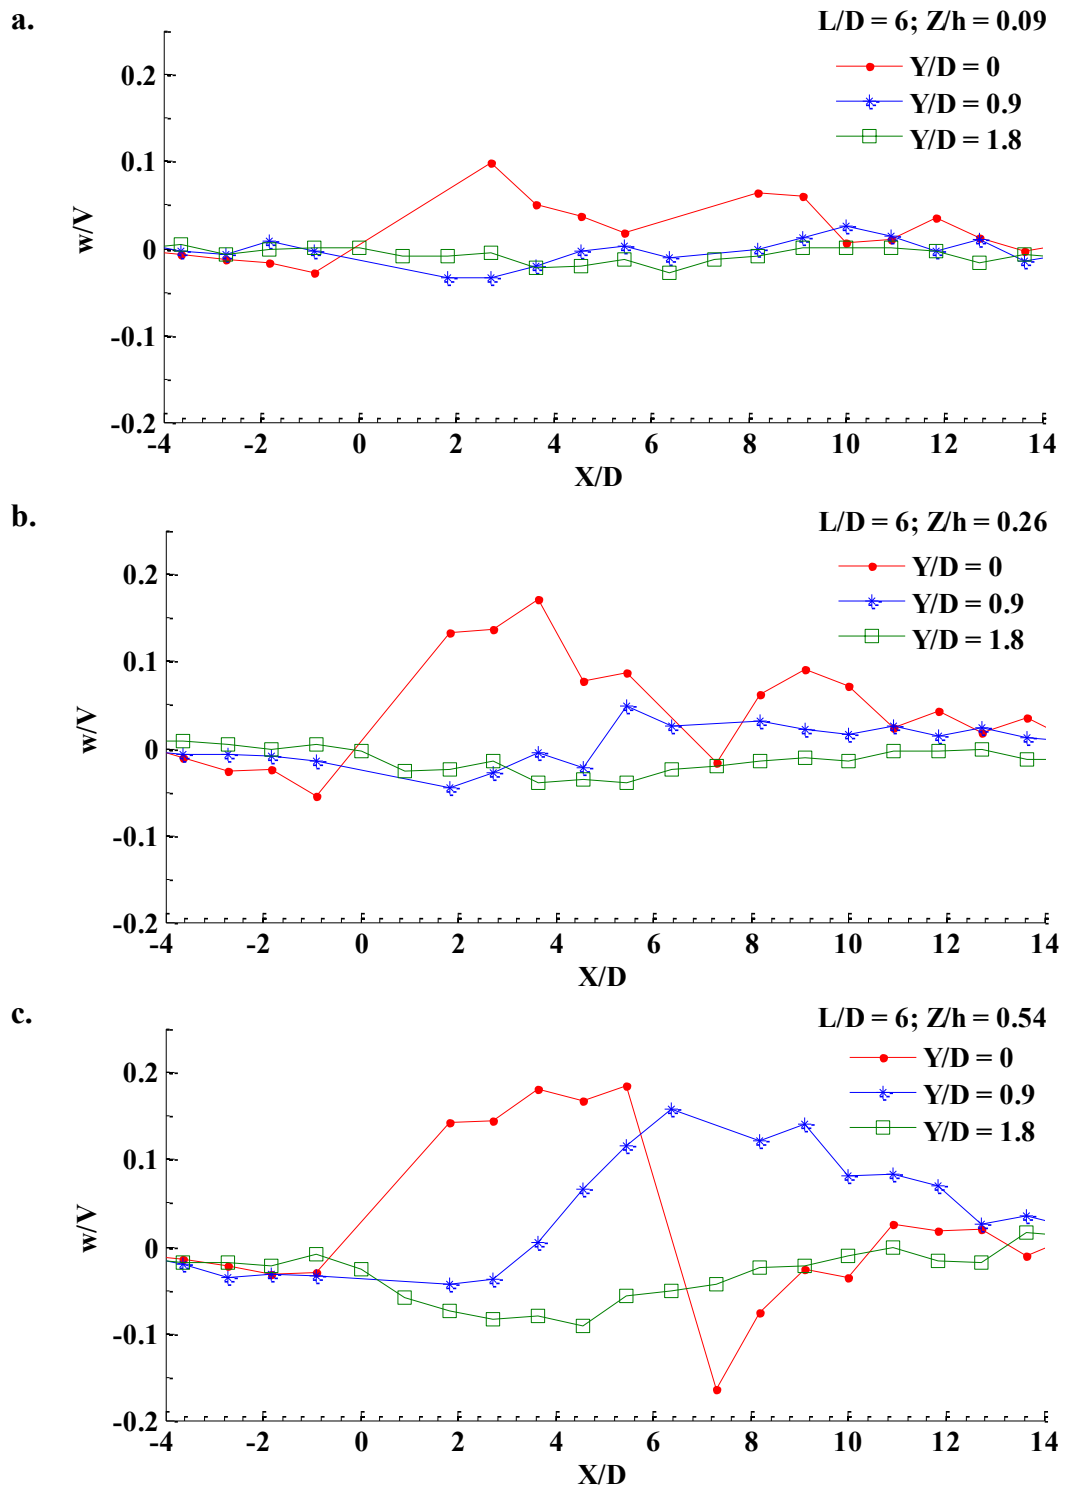 a.
L/D = 6; Z/h = 0.09
Y/D = 0
Y/D = 0.9
Y/D = 1.8
w/V
0.2
0.1
0
-0.1
-0.2
-4 -2 0 2 4 6 8 10 12 14
X/D
b.
L/D = 6; Z/h = 0.26
Y/D = 0
Y/D = 0.9
Y/D = 1.8
w/V
0.2
0.1
0
-0.1
-0.2
-4 -2 0 2 4 6 8 10 12 14
X/D
c.
L/D = 6; Z/h = 0.54
Y/D = 0
Y/D = 0.9
Y/D = 1.8
w/V
0.2
0.1
0
-0.1
-0.2
-4 -2 0 2 4 6 8 10 12 14
X/D